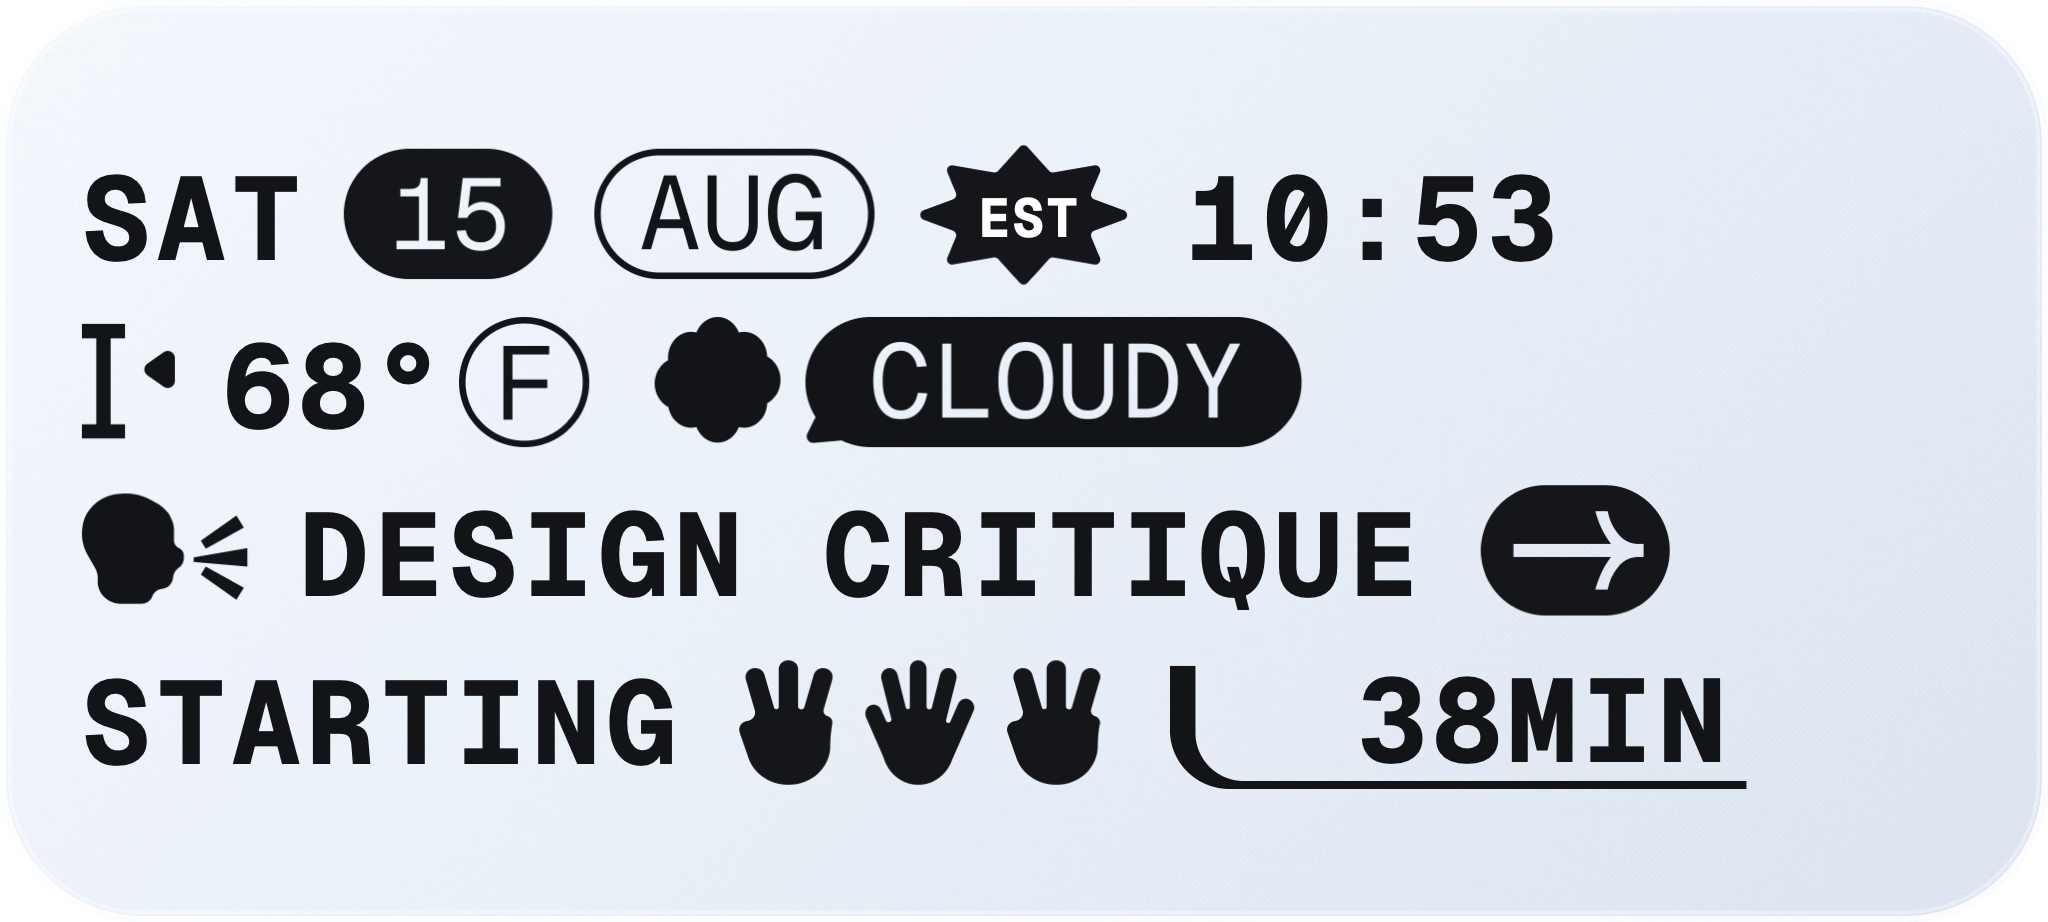 SAT 15 AUG EST 10:53
68° F CLOUDY
DESIGN CRITIQUE
STARTING 38MIN